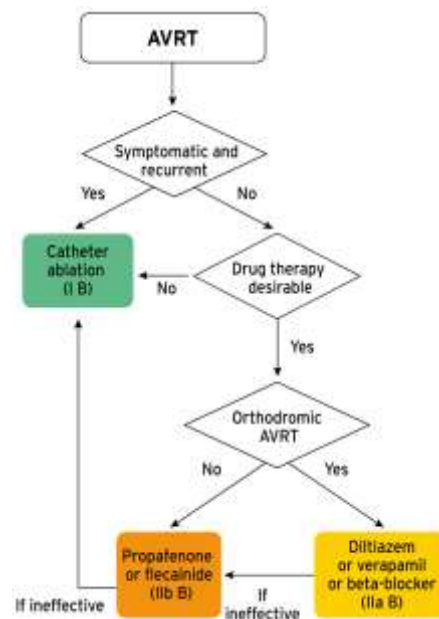 AVRT
Symptomatic and
recurrent
Yes
No
Catheter
ablation
(I B)
No
Drug therapy
desirable
Yes
Orthodromic
AVRT
No
Yes
Propafenone
or flecainide
(IIb B)
Diltiazem
or verapamil
or beta-blocker
(IIa B)
If ineffective
If
ineffective